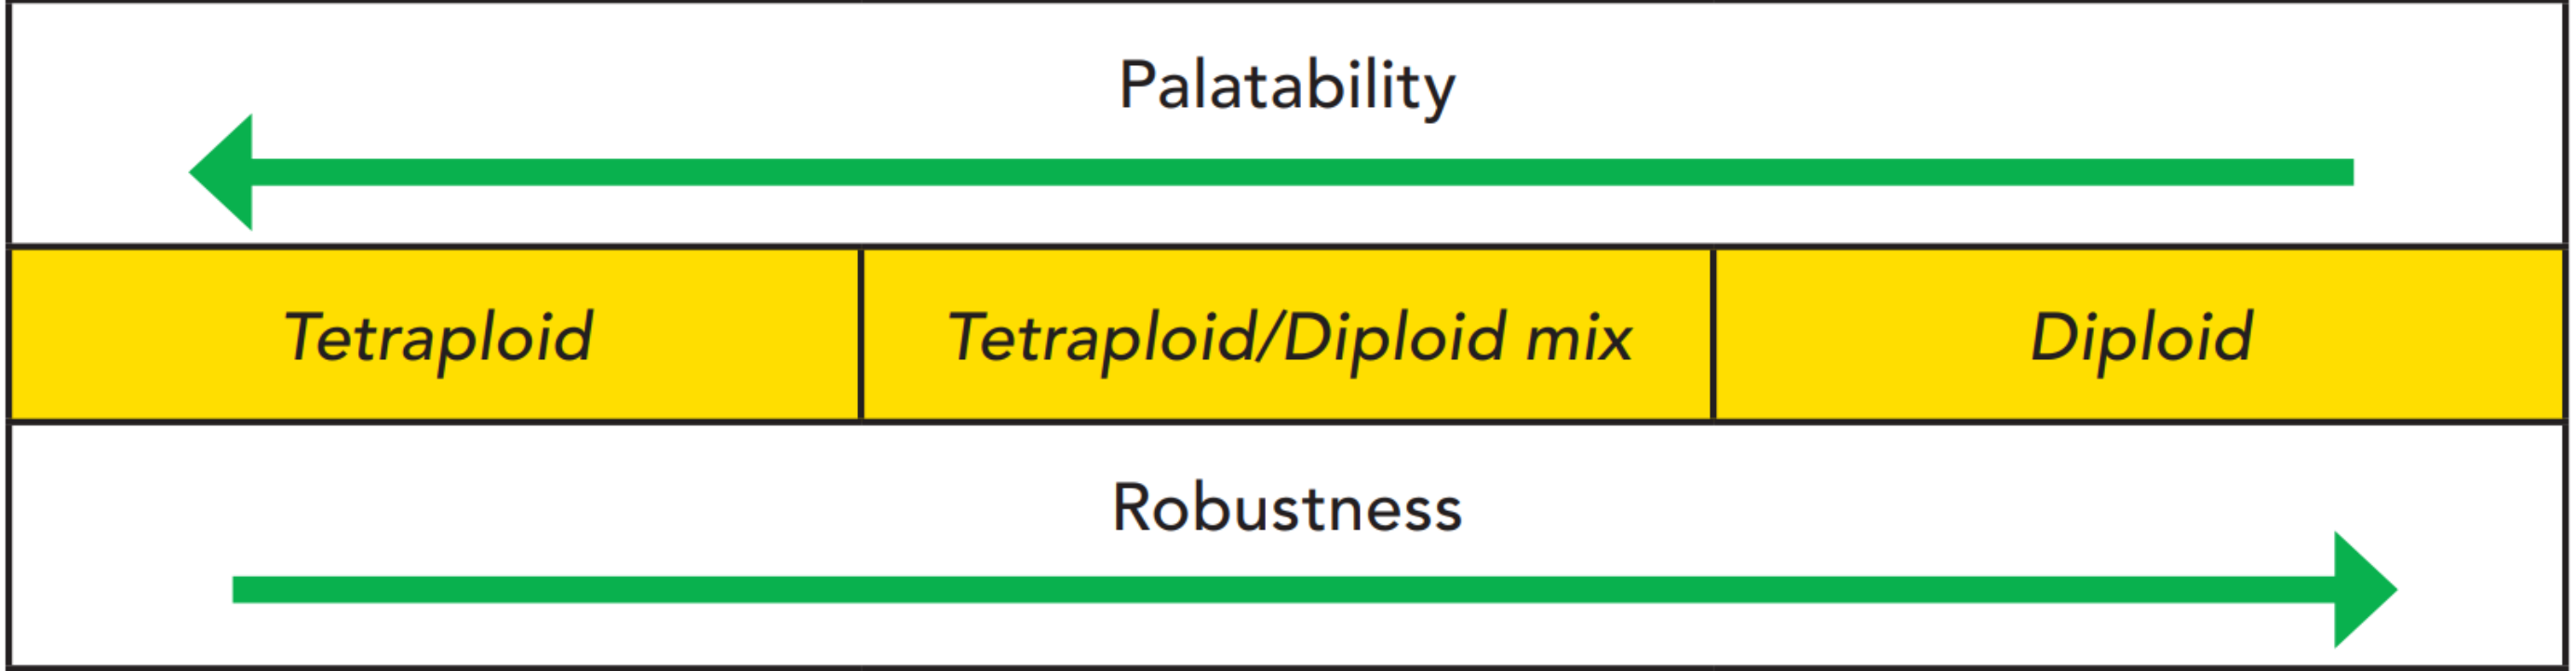 Palatability
Tetraploid
Tetraploid/Diploid mix
Diploid
Robustness